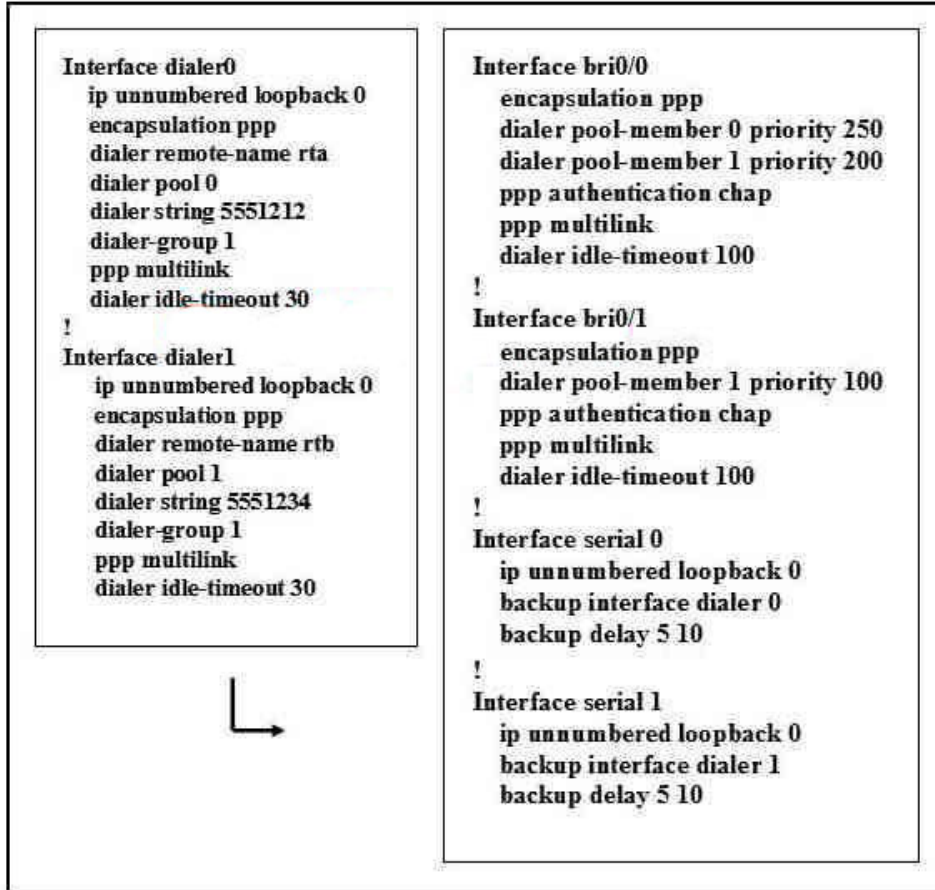 Interface dialer0
ip unnumbered loopback 0
encapsulation ppp
dialer remote-name rta
dialer pool 0
dialer string 5551212
dialer-group 1
ppp multilink
dialer idle-timeout 30
!
Interface dialer1
ip unnumbered loopback 0
encapsulation ppp
dialer remote-name rtb
dialer pool 1
dialer string 5551234
dialer-group 1
ppp multilink
dialer idle-timeout 30
Interface bri0/0
encapsulation ppp
dialer pool-member 0 priority 250
dialer pool-member 1 priority 200
ppp authentication chap
ppp multilink
dialer idle-timeout 100
!
Interface bri0/1
encapsulation ppp
dialer pool-member 1 priority 100
ppp authentication chap
ppp multilink
dialer idle-timeout 100
!
Interface serial 0
ip unnumbered loopback 0
backup interface dialer 0
backup delay 5 10
!
Interface serial 1
ip unnumbered loopback 0
backup interface dialer 1
backup delay 5 10